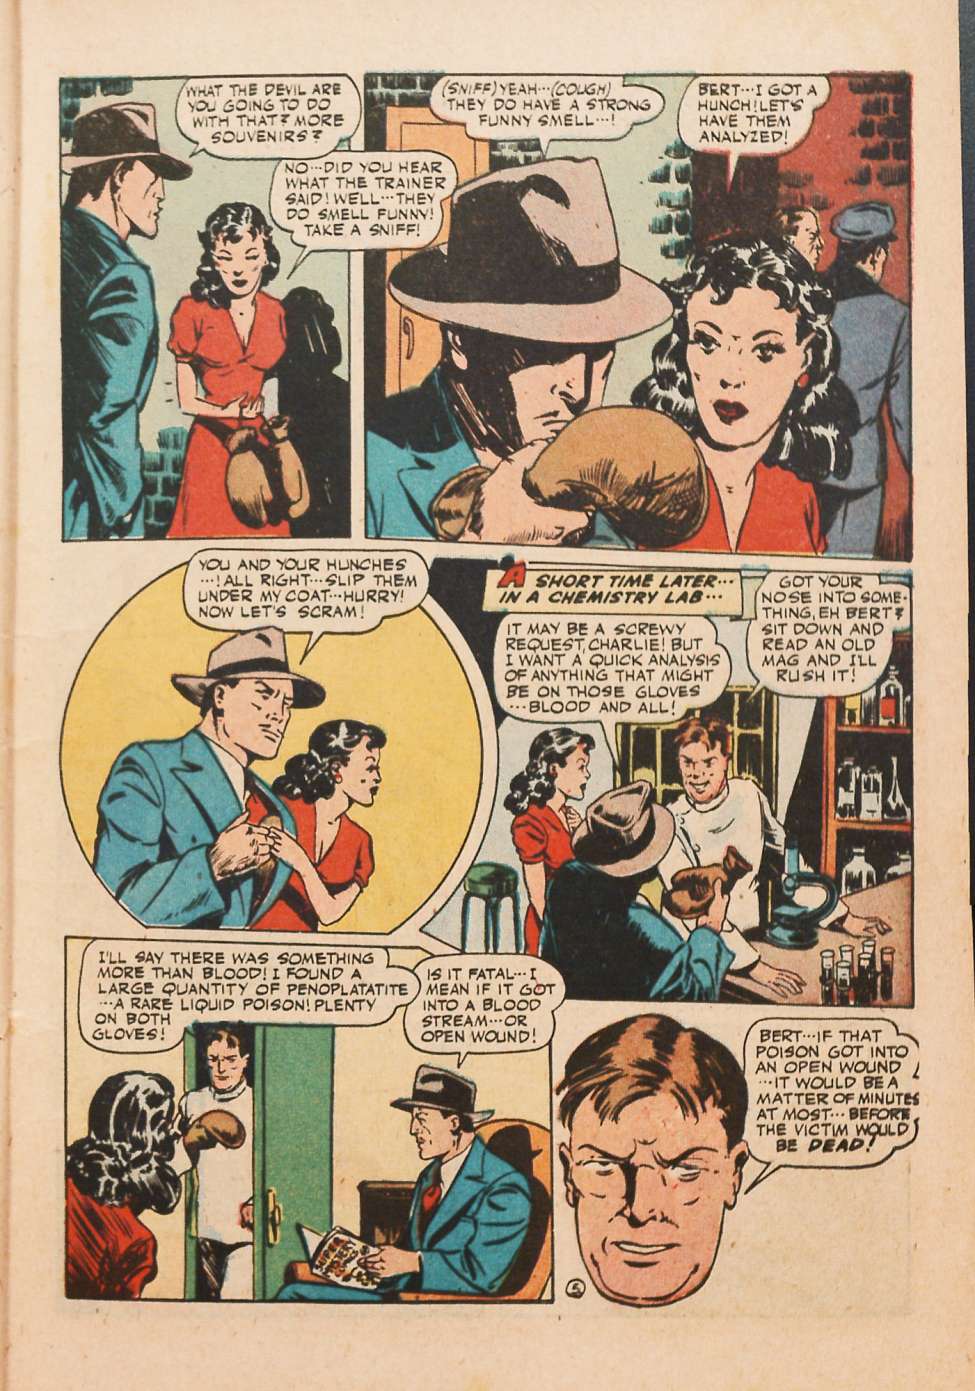 WHAT THE DEVIL ARE
YOU GOING TO DO
WITH THAT? MORE
SOUVENIRS?
NO...DID YOU HEAR
WHAT THE TRAINER
SAID! WELL...THEY
DO SMELL FUNNY!
TAKE A SNIFF!
(SNIFF) YEAH...(COUGH)
THEY DO HAVE A STRONG
FUNNY SMELL...!
BERT...I GOT A
HUNCH! LET'S
HAVE THEM
ANALYZED!
YOU AND YOUR HUNCHES
...! ALL RIGHT...SLIP THEM
UNDER MY COAT...HURRY!
NOW LET'S SCRAM!
A SHORT TIME LATER...
IN A CHEMISTRY LAB...
IT MAY BE A SCREWY
REQUEST, CHARLIE! BUT
I WANT A QUICK ANALYSIS
OF ANYTHING THAT MIGHT
BE ON THOSE GLOVES
...BLOOD AND ALL!
GOT YOUR
NOSE INTO SOME-
THING, EH BERT?
SIT DOWN AND
READ AN OLD
MAG AND I'LL
RUSH IT!
I'LL SAY THERE WAS SOMETHING
MORE THAN BLOOD! I FOUND A
LARGE QUANTITY OF PENOPLATATITE
...A RARE LIQUID POISON! PLENTY
ON BOTH
GLOVES!
IS IT FATAL...I
MEAN IF IT GOT
INTO A BLOOD
STREAM...OR
OPEN WOUND!
BERT...IF THAT
POISON GOT INTO
AN OPEN WOUND
...IT WOULD BE A
MATTER OF MINUTES
AT MOST...BEFORE
THE VICTIM WOULD
BE DEAD!
5